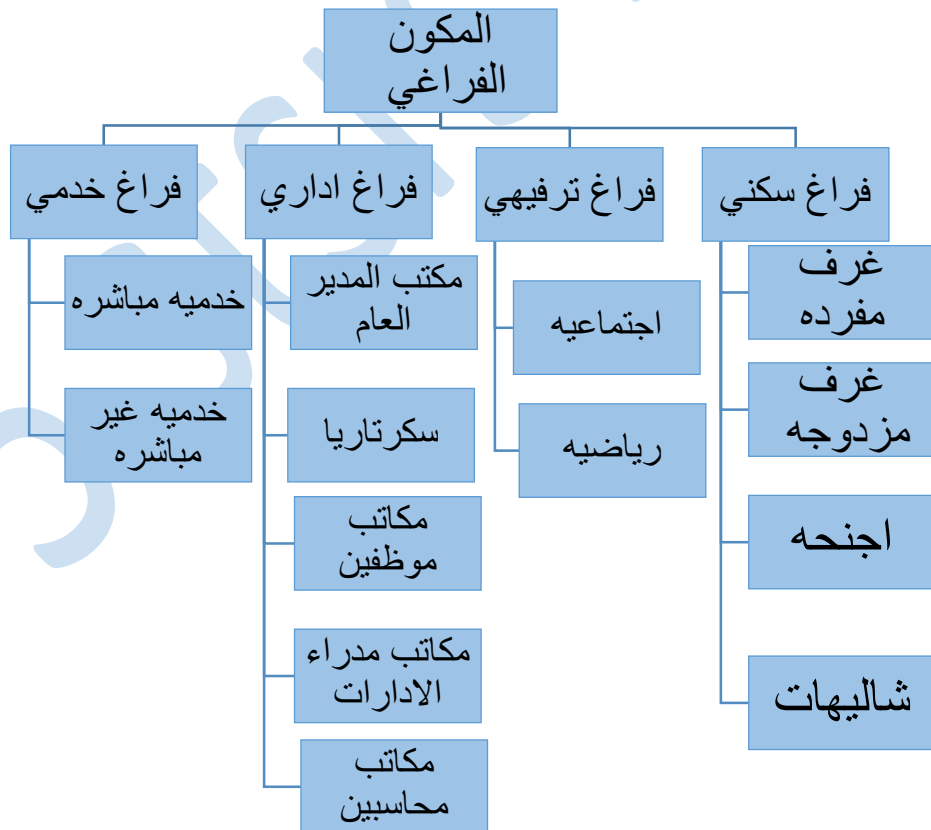 المكون
الفراغي
فراغ سكني
فراغ ترفيهي
فراغ اداري
فراغ خدمي
غرف
مفرده
غرف
مزدوجه
اجنحه
شاليهات
اجتماعيه
رياضيه
مكتب المدير
العام
سكرتاريا
مكاتب
موظفين
مكاتب مدراء
الادارات
مكاتب
محاسبين
خدميه مباشره
خدميه غير
مباشره